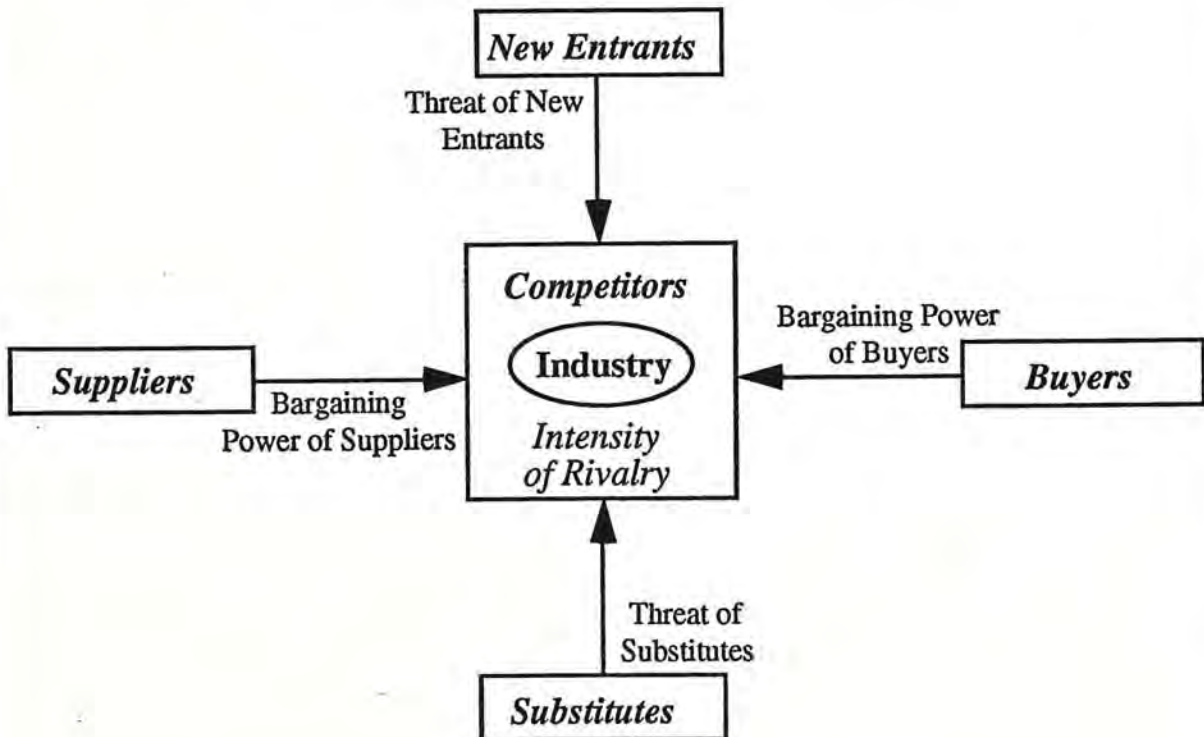 New Entrants
Threat of New
Entrants
Competitors
Industry
Intensity
of Rivalry
Suppliers
Bargaining
Power of Suppliers
Bargaining Power
of Buyers
Buyers
Threat of
Substitutes
Substitutes